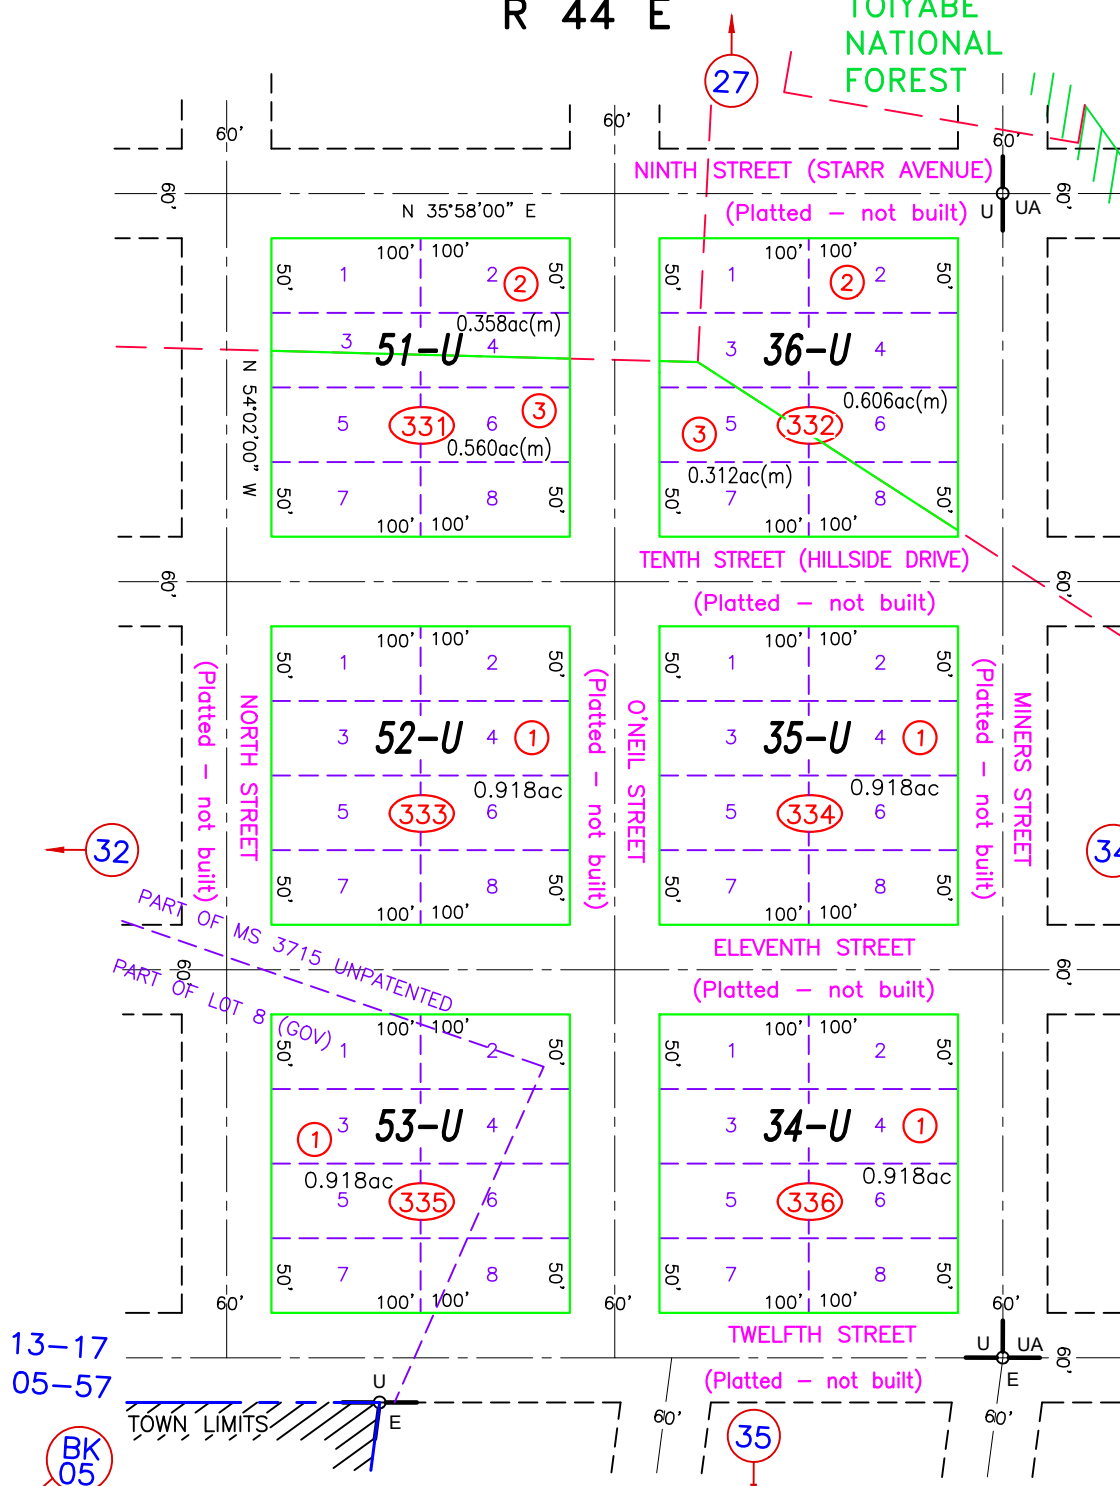 R 44 E
TOIYABE
NATIONAL
FOREST
27
60'
60'
60'
NINTH STREET (STARR AVENUE)
60'
N 35°58'00" E
(Platted - not built)
U
UA
60'
100'
100'
100'
100'
50'
1
2
2
50'
50'
1
2
2
50'
0.358ac(m)
3
51-U
4
3
36-U
4
N 54°02'00" W
3
0.606ac(m)
5
331
6
3
5
332
6
0.560ac(m)
0.312ac(m)
50'
7
8
50'
50'
7
8
50'
100'
100'
100'
100'
TENTH STREET (HILLSIDE DRIVE)
60'
60'
(Platted - not built)
100'
100'
100'
100'
50'
1
2
50'
50'
1
2
50'
(Platted - not built)
NORTH STREET
(Platted - not built)
O'NEIL STREET
(Platted - not built)
MINERS STREET
3
52-U
4
1
3
35-U
4
1
0.918ac
0.918ac
5
333
6
5
334
6
32
34
50'
7
8
50'
50'
7
8
50'
100'
100'
100'
100'
PART OF MS 3715 UNPATENTED
ELEVENTH STREET
60'
60'
PART OF LOT 8 (GOV)
(Platted - not built)
100'
100'
100'
100'
50'
1
2
50'
50'
1
2
50'
1
3
53-U
4
3
34-U
4
1
0.918ac
0.918ac
5
335
6
5
336
6
50'
7
8
50'
50'
7
8
50'
60'
100'
100'
60'
100'
100'
60'
TWELFTH STREET
13-17
U
UA
60'
05-57
U
(Platted - not built)
E
TOWN LIMITS
E
60'
60'
35
BK
05